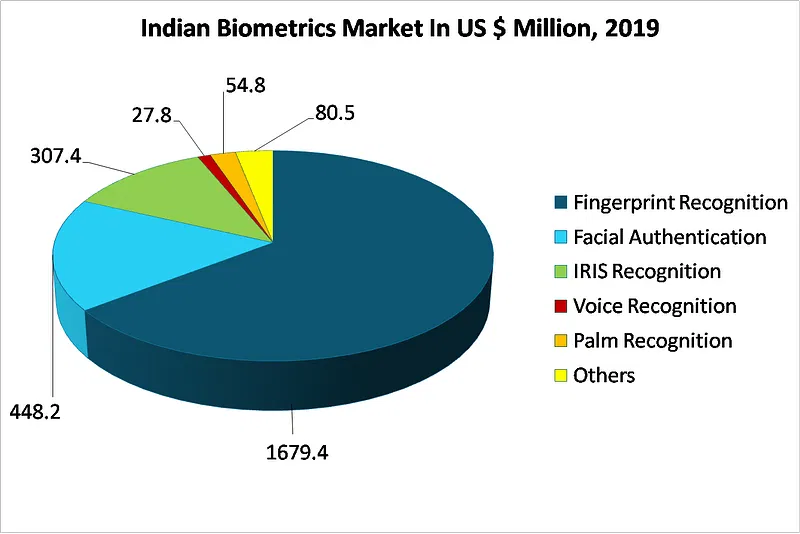 Indian Biometrics Market In US $ Million, 2019
54.8
27.8
80.5
307.4
448.2
1679.4
Fingerprint Recognition
Facial Authentication
IRIS Recognition
Voice Recognition
Palm Recognition
Others